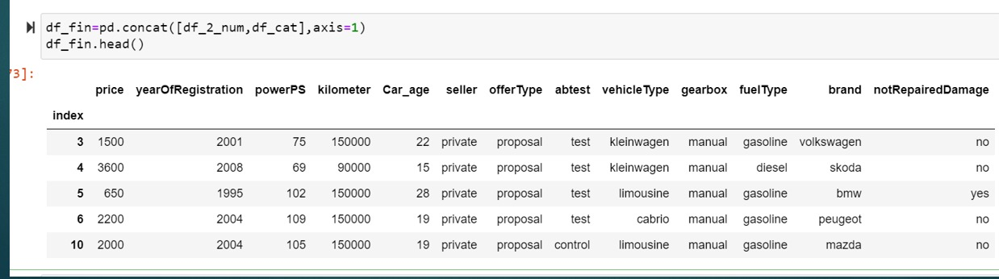 df_fin=pd.concat([df_2_num,df_cat],axis=1)
df_fin.head()
73]:
price yearOfRegistration powerPS kilometer Car_age seller offerType abtest vehicleType gearbox fuelType brand notRepairedDamage
index
3 1500 2001 75 150000 22 private proposal test kleinwagen manual gasoline volkswagen no
4 3600 2008 69 90000 15 private proposal test kleinwagen manual diesel skoda no
5 650 1995 102 150000 28 private proposal test limousine manual gasoline bmw yes
6 2200 2004 109 150000 19 private proposal test cabrio manual gasoline peugeot no
10 2000 2004 105 150000 19 private proposal control limousine manual gasoline mazda no